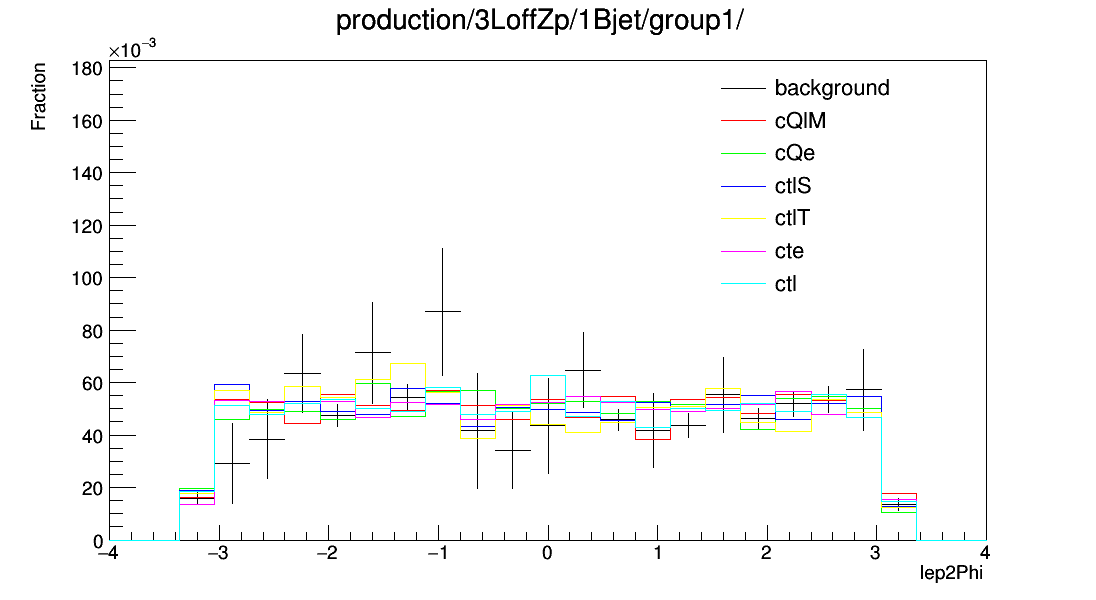 production/3LoffZp/1Bjet/group1/
×10⁻³
Fraction
180
160
140
120
100
80
60
40
20
0
background
cQlM
cQe
ctlS
ctlT
cte
ctl
−4 −3 −2 −1 0 1 2 3 4
lep2Phi